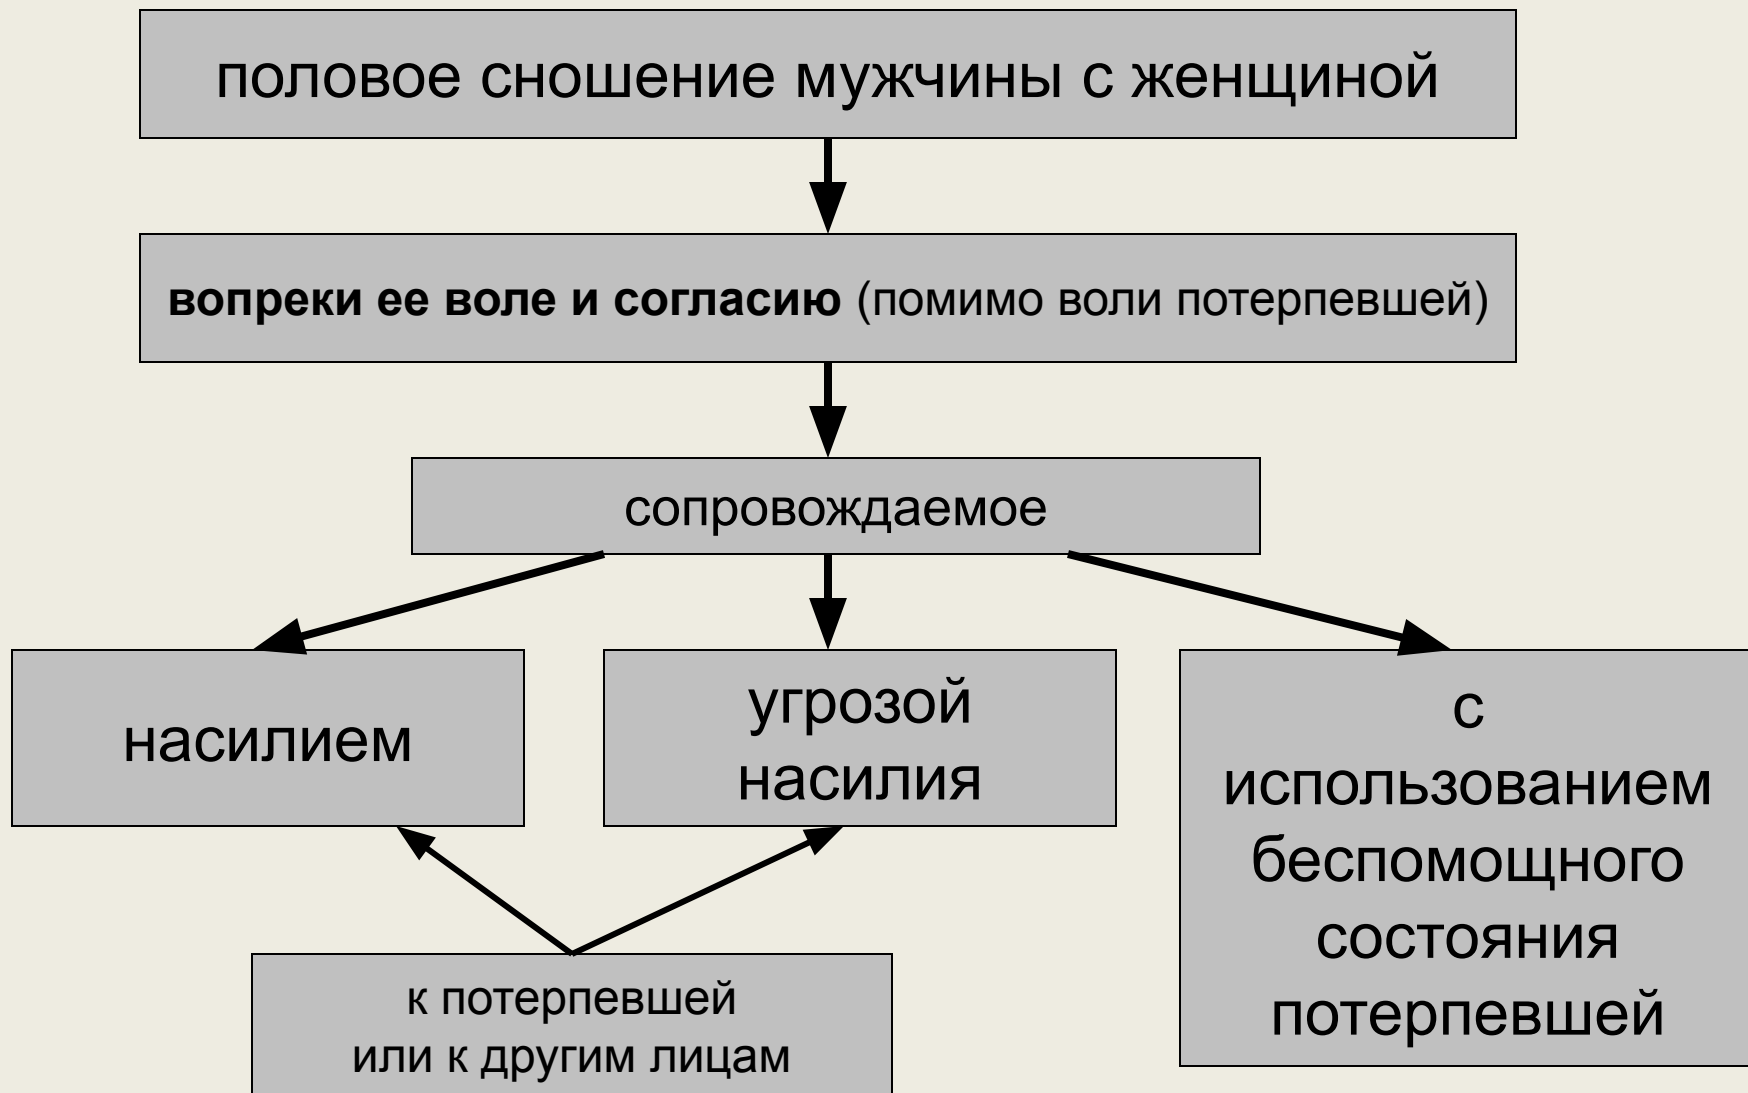 половое сношение мужчины с женщиной
вопреки ее воле и согласию (помимо воли потерпевшей)
сопровождаемое
насилием
угрозой
насилия
с
использованием
беспомощного
состояния
потерпевшей
к потерпевшей
или к другим лицам